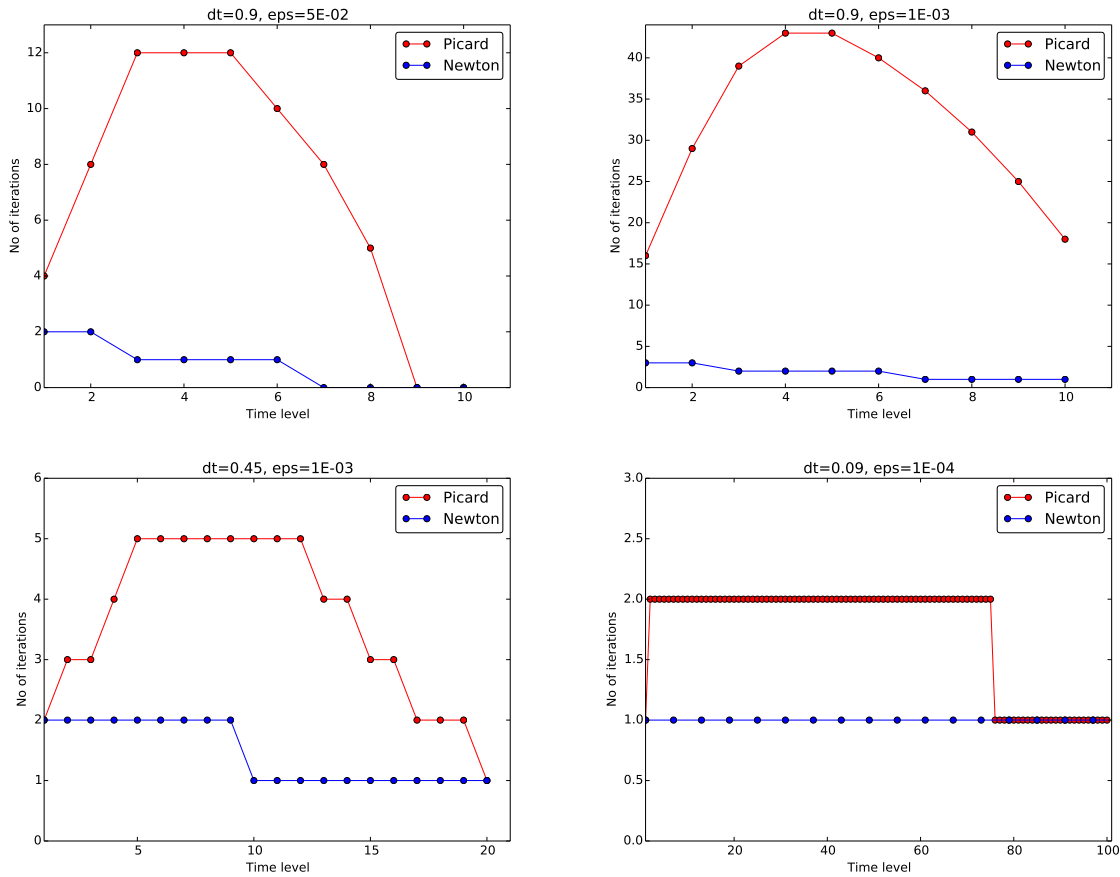 dt=0.9, eps=5E-02
Picard
Newton
No of iterations
12
10
8
6
4
2
0
2
4
6
8
10
Time level
dt=0.9, eps=1E-03
Picard
Newton
No of iterations
40
35
30
25
20
15
10
5
0
2
4
6
8
10
Time level
dt=0.45, eps=1E-03
Picard
Newton
No of iterations
6
5
4
3
2
1
0
5
10
15
20
Time level
dt=0.09, eps=1E-04
Picard
Newton
No of iterations
3.0
2.5
2.0
1.5
1.0
0.5
0.0
20
40
60
80
100
Time level